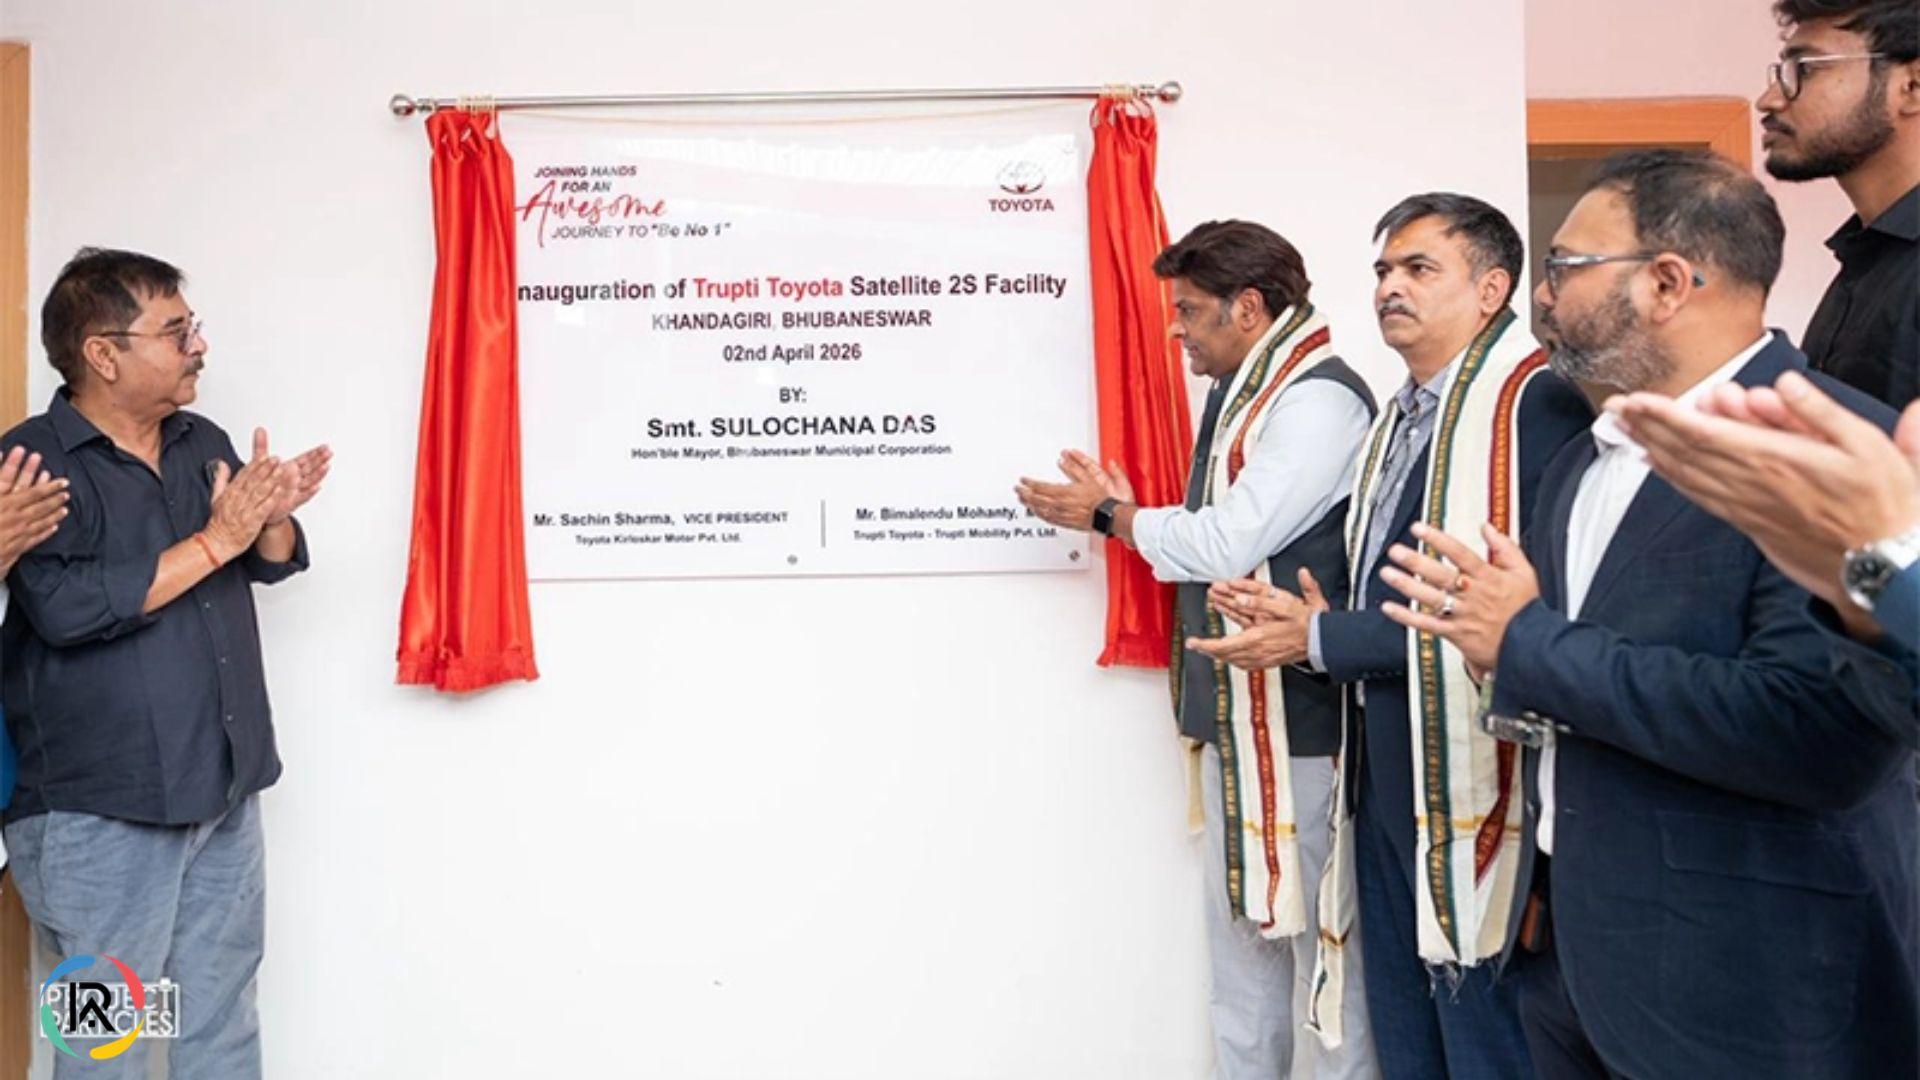 JOINING HANDS
FOR AN
Awesome
JOURNEY TO "Be No 1"
TOYOTA
nauguration of Trupti Toyota Satellite 2S Facility
KHANDAGIRI, BHUBANESWAR
02nd April 2026
BY:
Smt. SULOCHANA DAS
Hon'ble Mayor, Bhubaneswar Municipal Corporation
Mr. Sachin Sharma, VICE PRESIDENT
Toyota Kirloskar Motor Pvt. Ltd.
Mr. Bimalendu Mohanty,
Trupti Toyota - Trupti Mobility Pvt. Ltd.
PROJECT
PARTICLES